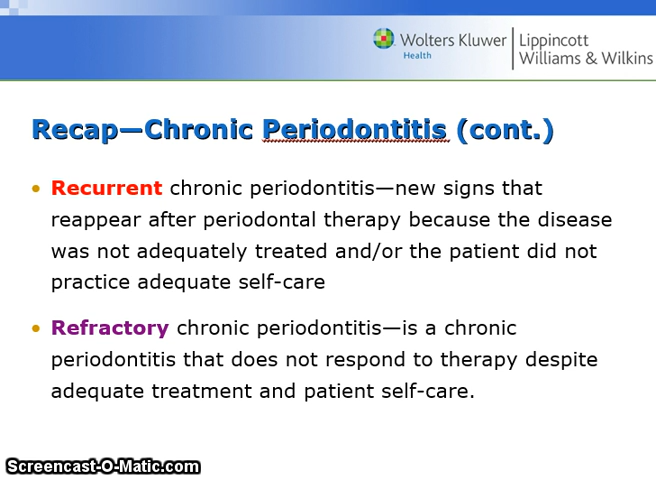 Wolters Kluwer
Health
Lippincott
Williams & Wilkins
Recap—Chronic Periodontitis (cont.)
• Recurrent chronic periodontitis—new signs that
reappear after periodontal therapy because the disease
was not adequately treated and/or the patient did not
practice adequate self-care
• Refractory chronic periodontitis—is a chronic
periodontitis that does not respond to therapy despite
adequate treatment and patient self-care.
Screencast-O-Matic.com